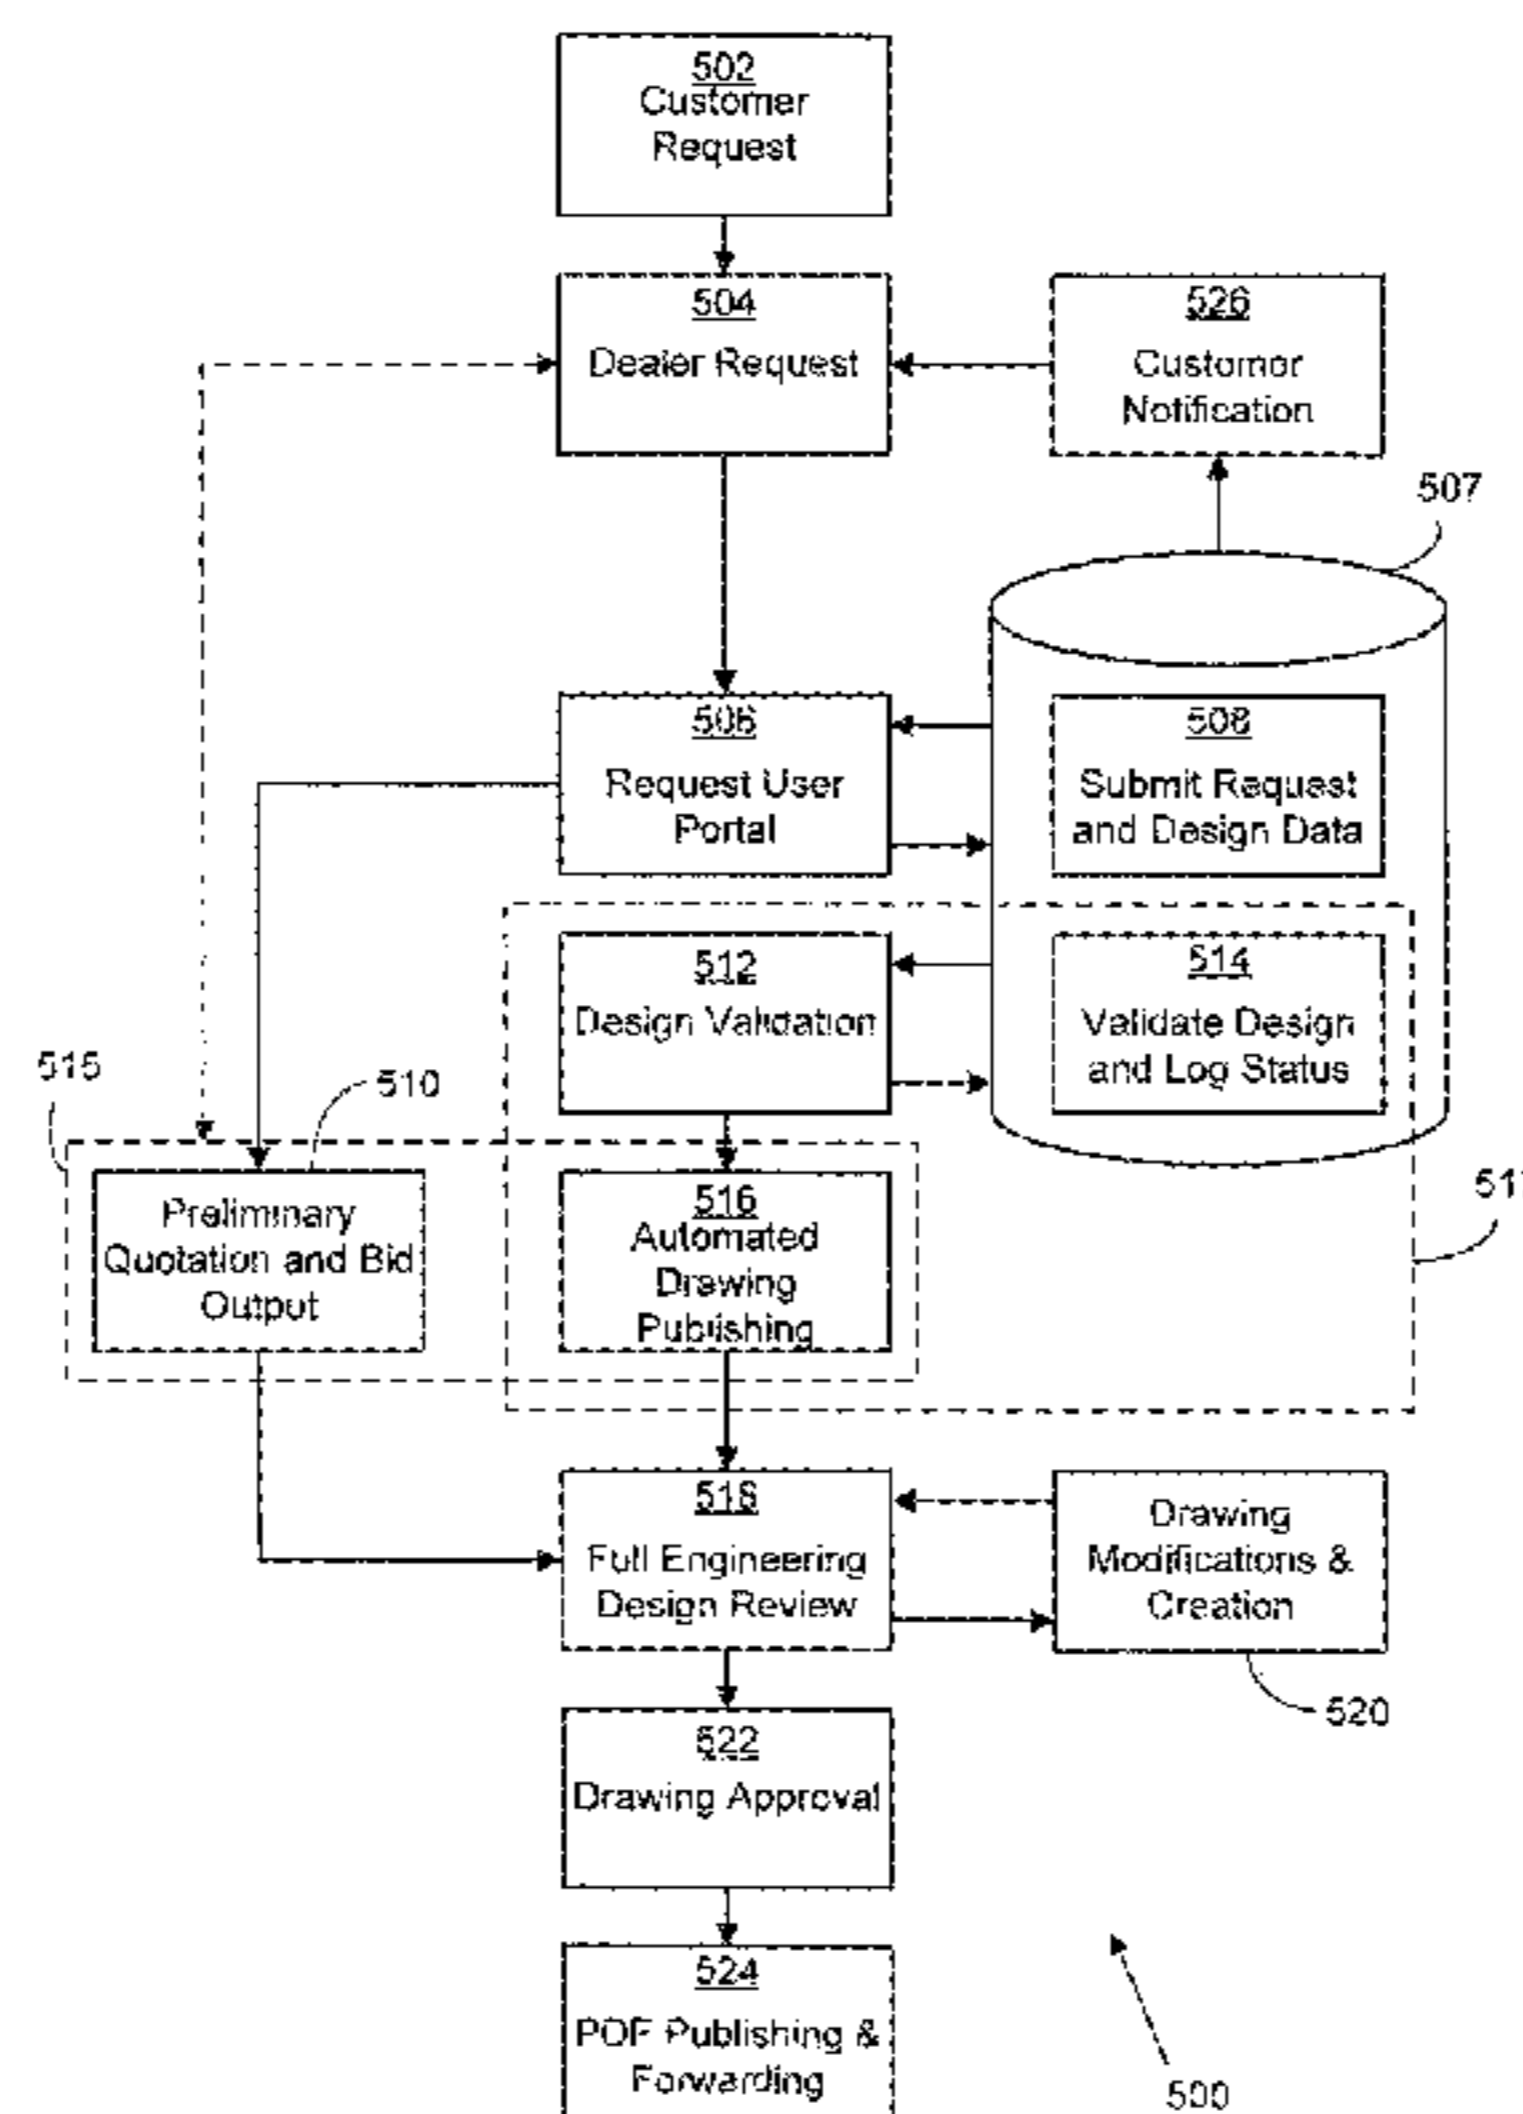 502
Customer
Request
504
Dealer Request
526
Customer
Notification
507
506
Request User
Portal
508
Submit Request
and Design Data
512
Design Validation
514
Validate Design
and Log Status
515
510
Preliminary
Quotation and Bid
Output
516
Automated
Drawing
Publishing
518
Full Engineering
Design Review
Drawing
Modifications &
Creation
520
522
Drawing Approval
524
PDF Publishing &
Forwarding
500